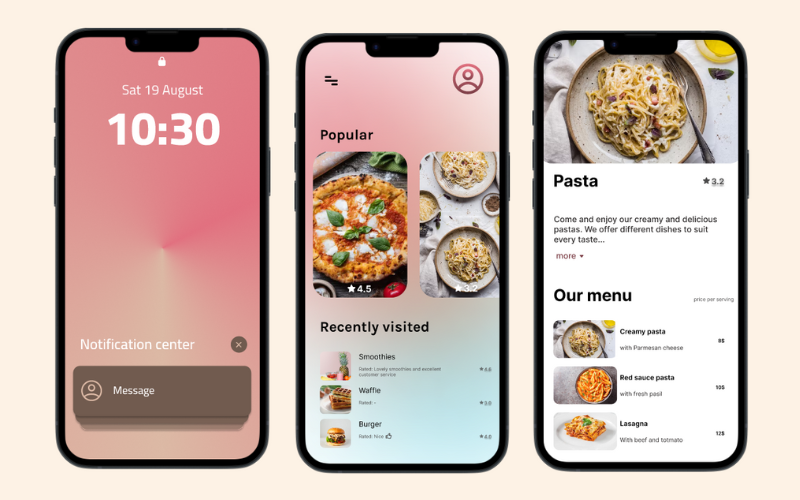 Sat 19 August
10:30
Notification center
Message
Popular
4.5
3.2
Recently visited
Smoothies
Rated: Lovely smoothies and excellent
customer service
4.6
Waffle
Rated: -
Burger
Rated: Nice
4.6
Pasta
3.2
Come and enjoy our creamy and delicious
pastas. We offer different dishes to suit
every taste...
more
Our menu
price per serving
Creamy pasta
with Parmesan cheese
8$
Red sauce pasta
with fresh pasil
10$
Lasagna
With beef and tomato
12$